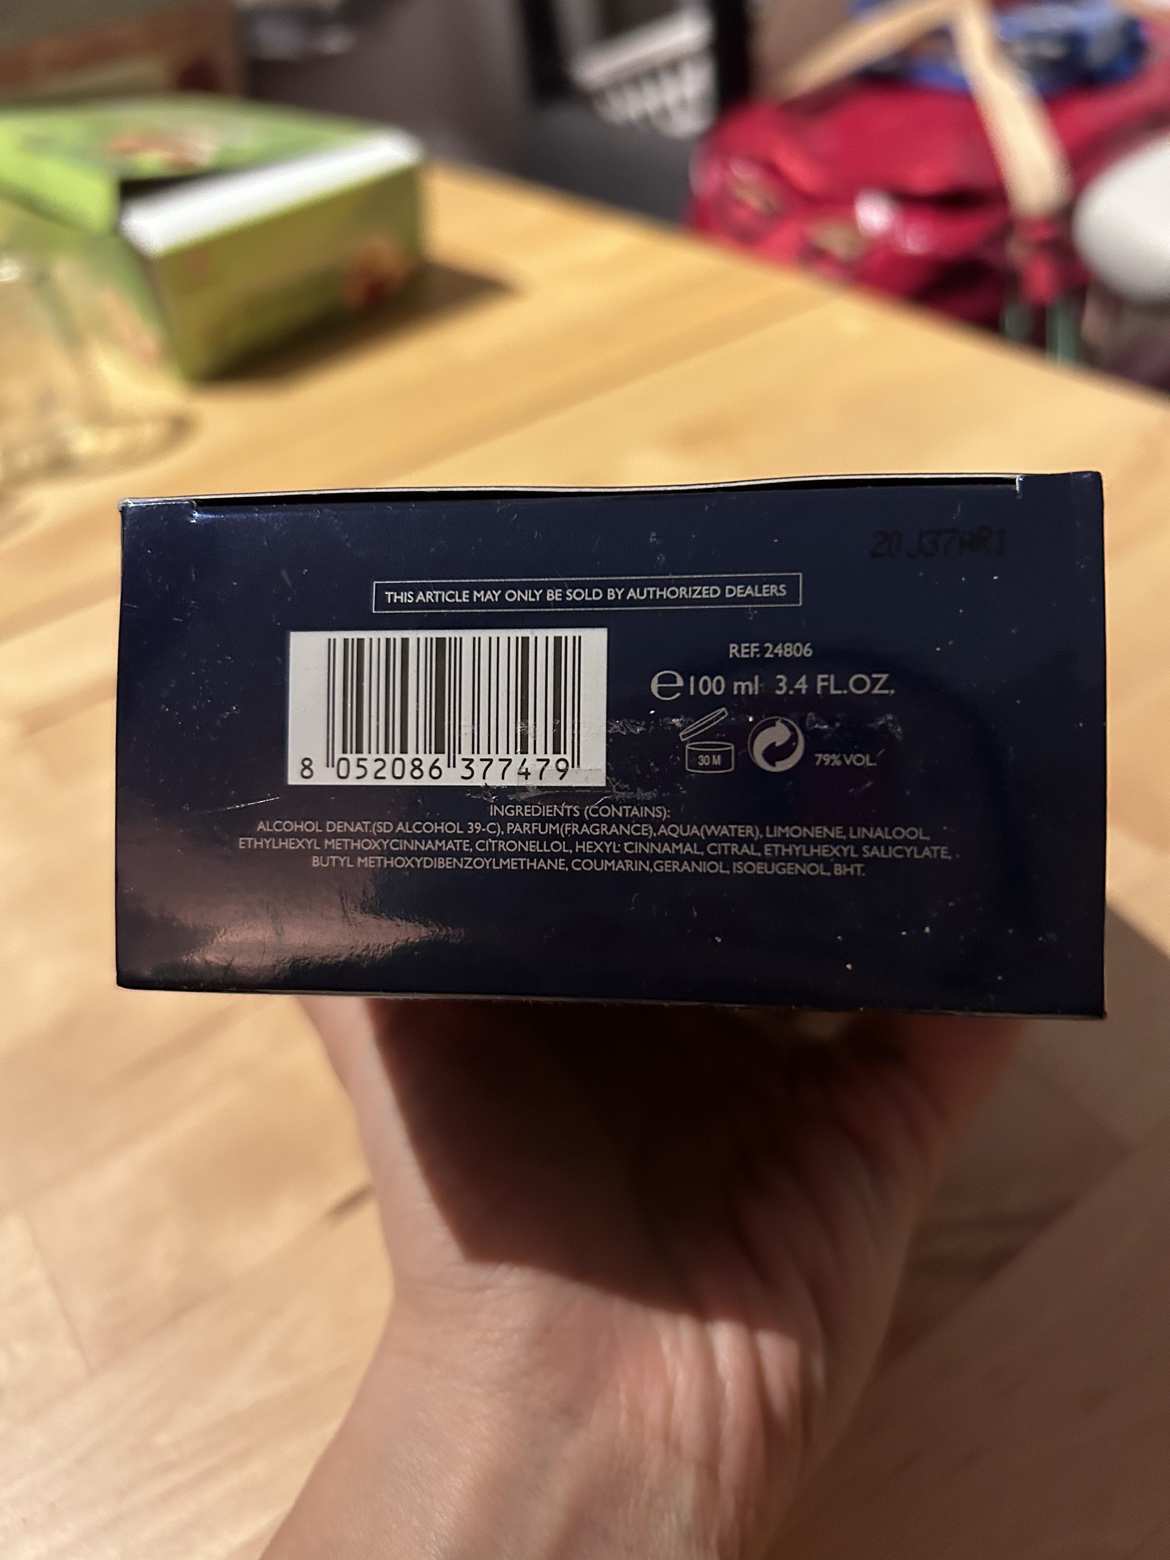 20J37AR1
THIS ARTICLE MAY ONLY BE SOLD BY AUTHORIZED DEALERS
REF. 24806
℮100 ml 3.4 FL.OZ.
30 M
79% VOL.
8 052086 377479
INGREDIENTS (CONTAINS):
ALCOHOL DENAT.(SD ALCOHOL 39-C), PARFUM(FRAGRANCE), AQUA(WATER), LIMONENE, LINALOOL,
ETHYLHEXYL METHOXYCINNAMATE, CITRONELLOL, HEXYL CINNAMAL, CITRAL, ETHYLHEXYL SALICYLATE,
BUTYL METHOXYDIBENZOYLMETHANE, COUMARIN,GERANIOL, ISOEUGENOL, BHT.